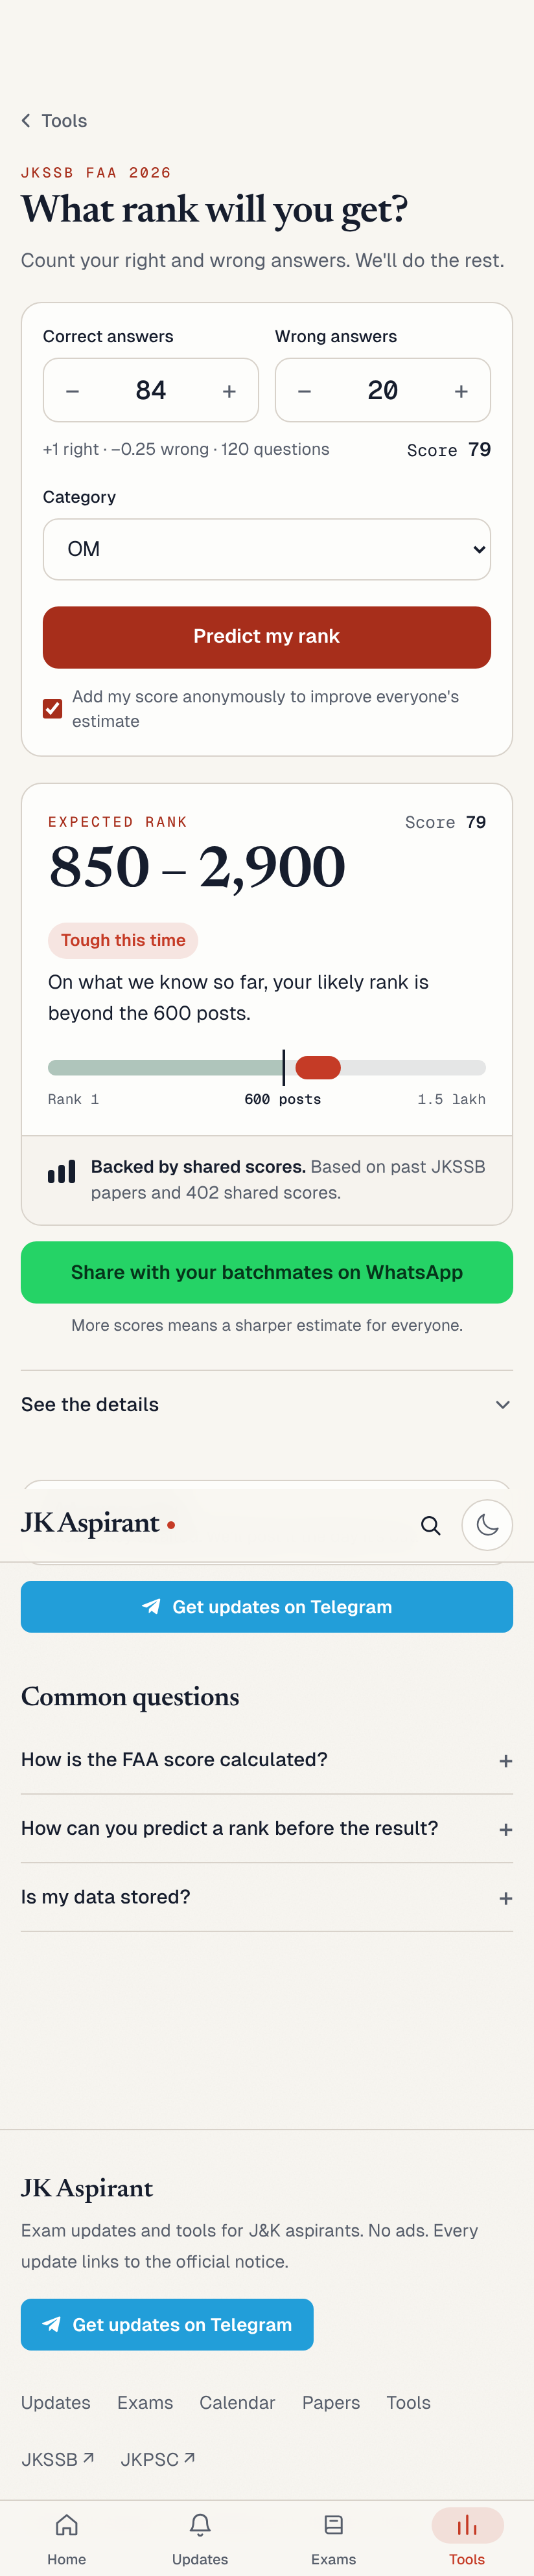 Tools
JKSSB FAA 2026
What rank will you get?
Count your right and wrong answers. We'll do the rest.
Correct answers
Wrong answers
− 84 +
− 20 +
+1 right · −0.25 wrong · 120 questions
Score 79
Category
OM
Predict my rank
Add my score anonymously to improve everyone's
estimate
EXPECTED RANK
Score 79
850 – 2,900
Tough this time
On what we know so far, your likely rank is
beyond the 600 posts.
Rank 1
600 posts
1.5 lakh
Backed by shared scores. Based on past JKSSB
papers and 402 shared scores.
Share with your batchmates on WhatsApp
More scores means a sharper estimate for everyone.
See the details
JK Aspirant
Get updates on Telegram
Common questions
How is the FAA score calculated? +
How can you predict a rank before the result? +
Is my data stored? +
JK Aspirant
Exam updates and tools for J&K aspirants. No ads. Every
update links to the official notice.
Get updates on Telegram
Updates Exams Calendar Papers Tools
JKSSB ↗ JKPSC ↗
Home Updates Exams Tools